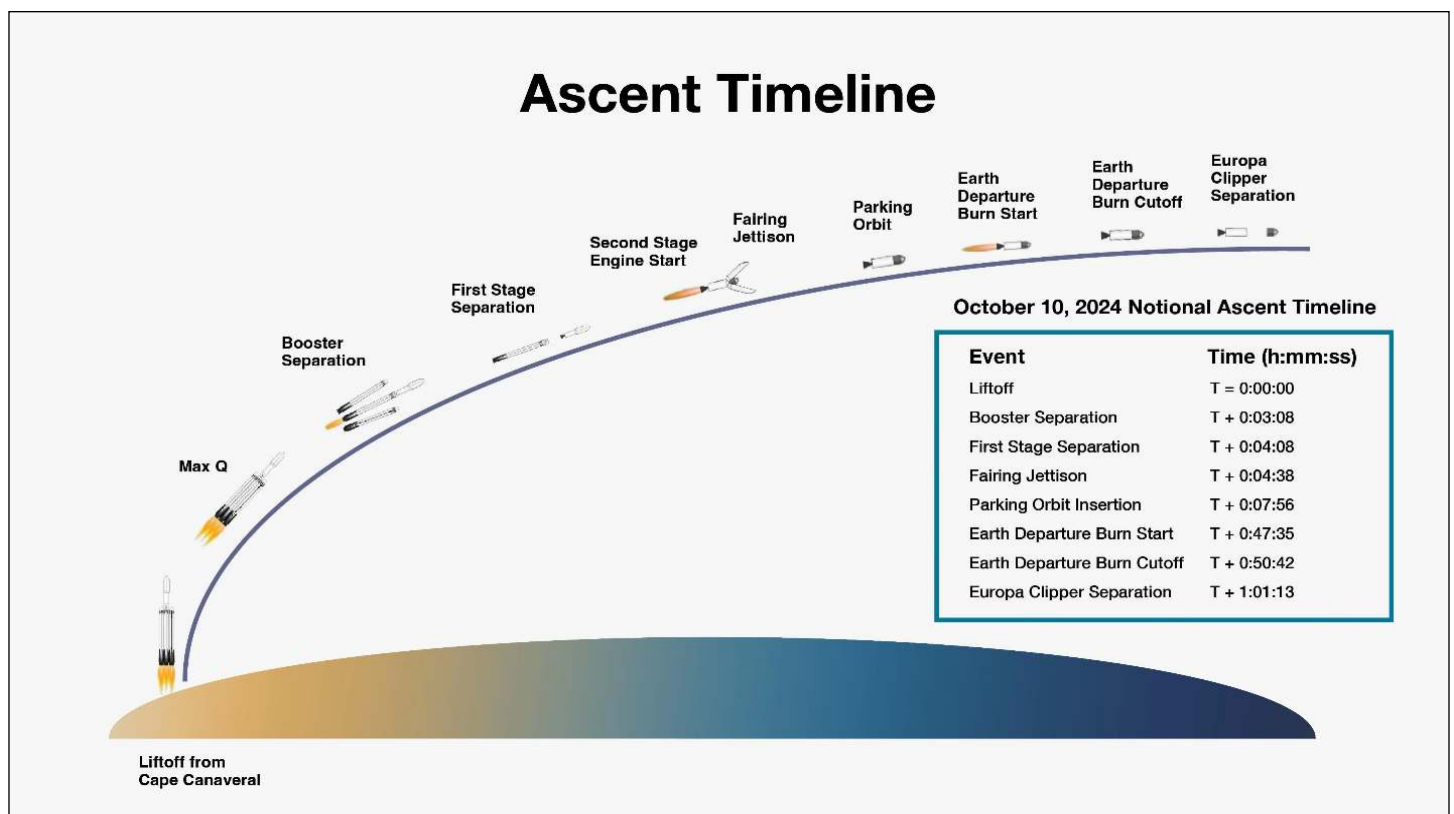 Ascent Timeline
Liftoff from
Cape Canaveral
Max Q
Booster
Separation
First Stage
Separation
Second Stage
Engine Start
Fairing
Jettison
Parking
Orbit
Earth
Departure
Burn Start
Earth
Departure
Burn Cutoff
Europa
Clipper
Separation
October 10, 2024 Notional Ascent Timeline
Event Time (h:mm:ss)
Liftoff T = 0:00:00
Booster Separation T + 0:03:08
First Stage Separation T + 0:04:08
Fairing Jettison T + 0:04:38
Parking Orbit Insertion T + 0:07:56
Earth Departure Burn Start T + 0:47:35
Earth Departure Burn Cutoff T + 0:50:42
Europa Clipper Separation T + 1:01:13